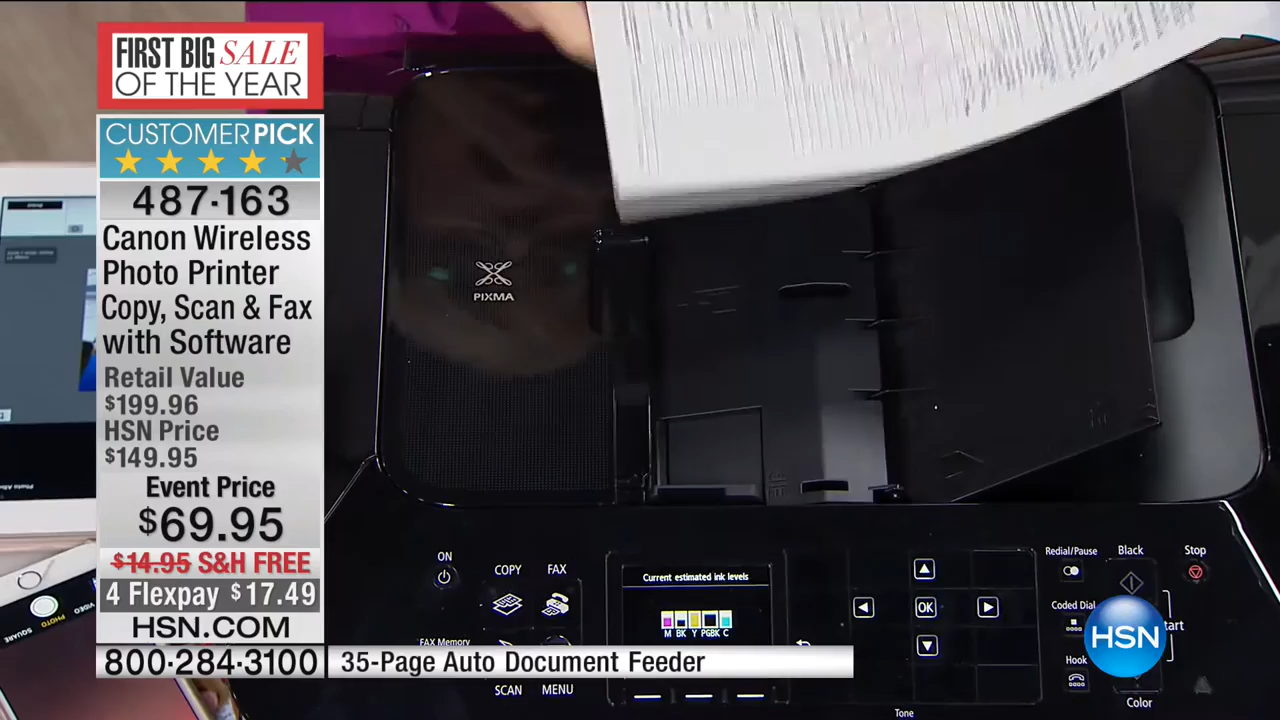 FIRST BIG SALE
OF THE YEAR
CUSTOMER PICK
487-163
Canon Wireless
Photo Printer
Copy, Scan & Fax
with Software
Retail Value
$199.96
HSN Price
$149.95
Event Price
$69.95
$14.95 S&H FREE
4 Flexpay $17.49
HSN.COM
800-284-3100
35-Page Auto Document Feeder
PIXMA
ON
COPY
FAX
FAX Memory
SCAN
MENU
Current estimated ink levels
M BK Y PGBK C
OK
Tone
Redial/Pause
Black
Stop
Coded Dial
Hook
Color
HSN
VIDEO
PHOTO
SQUARE